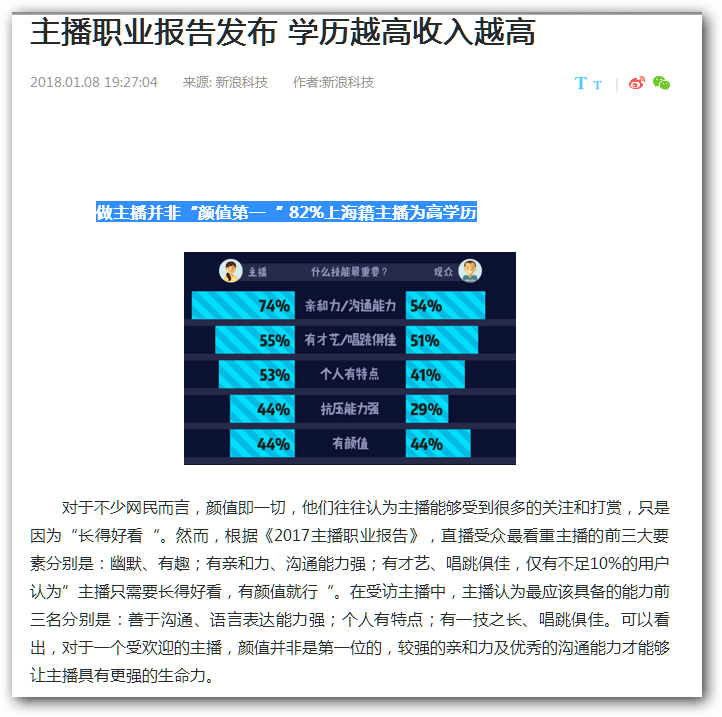 主播职业报告发布 学历越高收入越高
2018.01.08 19:27:04 来源: 新浪科技 作者:新浪科技
T T |
做主播并非“颜值第一 “ 82%上海籍主播为高学历
主播 什么技能最重要? 观众
74% 亲和力/沟通能力 54%
55% 有才艺/唱跳俱佳 51%
53% 个人有特点 41%
44% 抗压能力强 29%
44% 有颜值 44%
对于不少网民而言，颜值即一切，他们往往认为主播能够受到很多的关注和打赏，只是
因为“长得好看“。然而，根据《2017主播职业报告》，直播受众最看重主播的前三大要
素分别是：幽默、有趣；有亲和力、沟通能力强；有才艺、唱跳俱佳，仅有不足10%的用户
认为”主播只需要长得好看，有颜值就行“。在受访主播中，主播认为最应该具备的能力前
三名分别是：善于沟通、语言表达能力强；个人有特点；有一技之长、唱跳俱佳。可以看
出，对于一个受欢迎的主播，颜值并非是第一位的，较强的亲和力及优秀的沟通能力才能够
让主播具有更强的生命力。